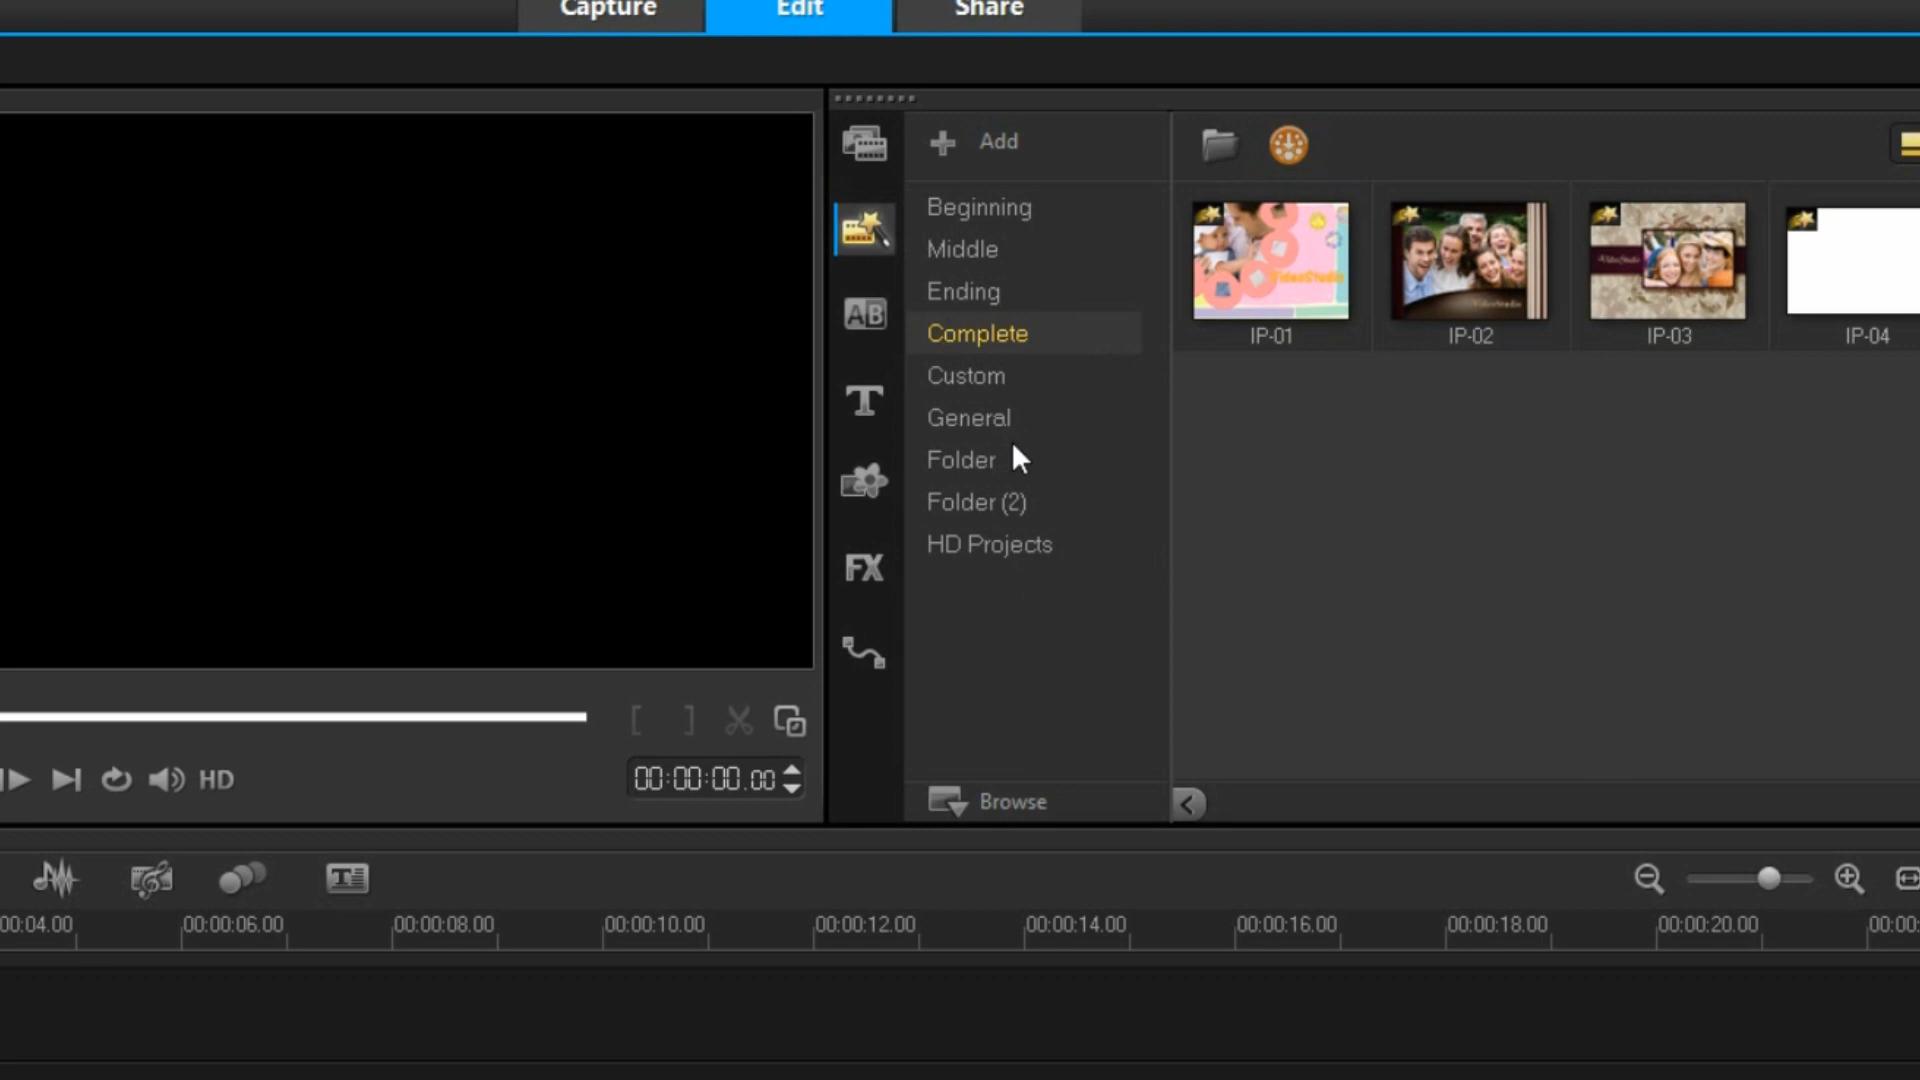 Capture Edit Share
Add
Beginning
Middle
Ending
Complete
Custom
General
Folder
Folder (2)
HD Projects
Browse
IP-01 IP-02 IP-03 IP-04
AB
T
FX
[ ]
HD
00:00:00.00
T
00:04.00 00:00:06.00 00:00:08.00 00:00:10.00 00:00:12.00 00:00:14.00 00:00:16.00 00:00:18.00 00:00:20.00 00:00: